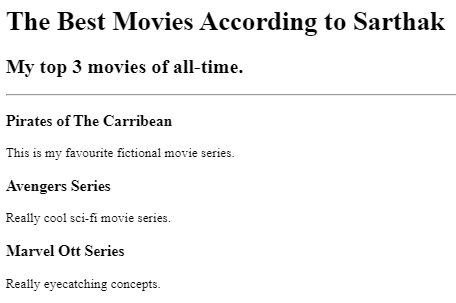 The Best Movies According to Sarthak
My top 3 movies of all-time.
Pirates of The Carribean
This is my favourite fictional movie series.
Avengers Series
Really cool sci-fi movie series.
Marvel Ott Series
Really eyecatching concepts.